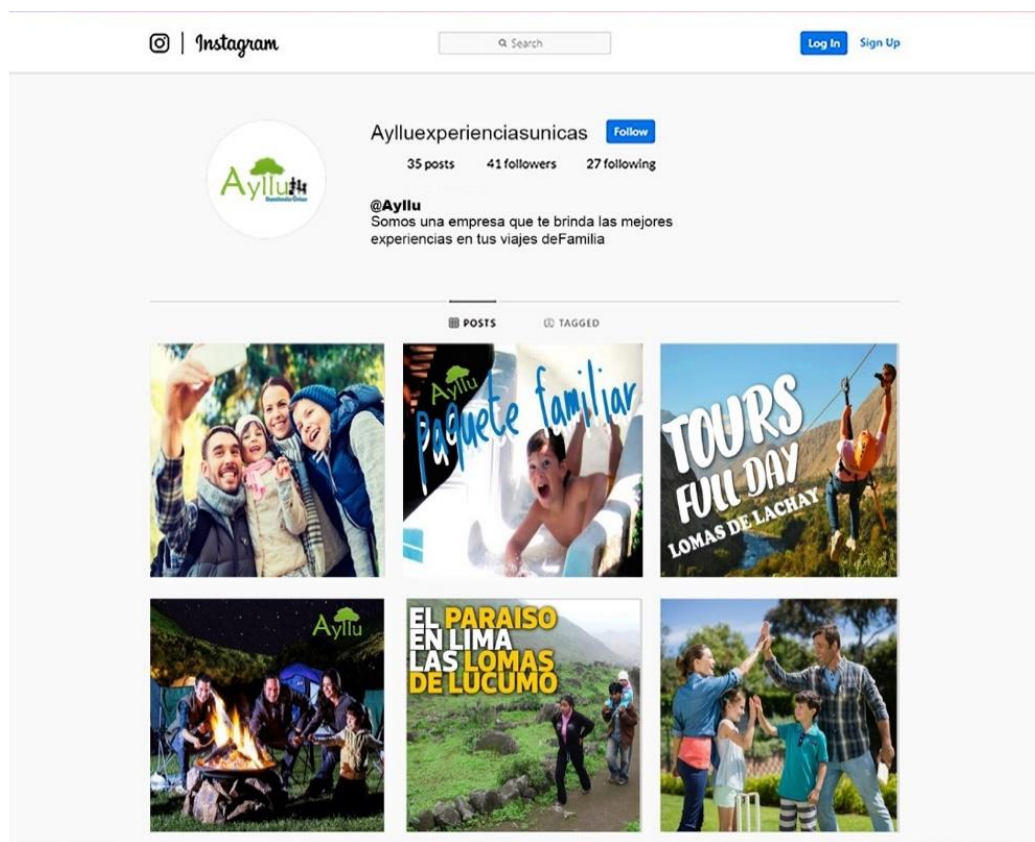 Instagram
Search
Log In
Sign Up
Aylluexperienciasunicas
Follow
35 posts
41 followers
27 following
Ayllu
@Ayllu
Somos una empresa que te brinda las mejores
experiencias en tus viajes deFamilia
POSTS
TAGGED
Ayllu
Paquete familiar
TOURS
FULL DAY
LOMAS DE LACHAY
Ayllu
EL PARAISO
EN LIMA
LAS LOMAS
DE LUCUMO